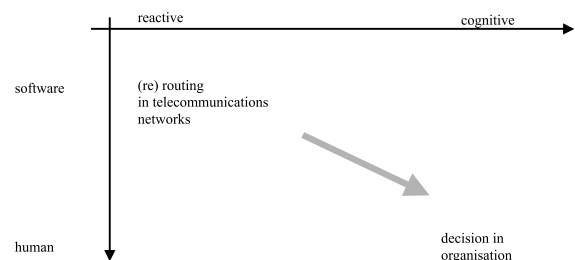 reactive
cognitive
software
(re) routing
in telecommunications
networks
human
decision in
organisation